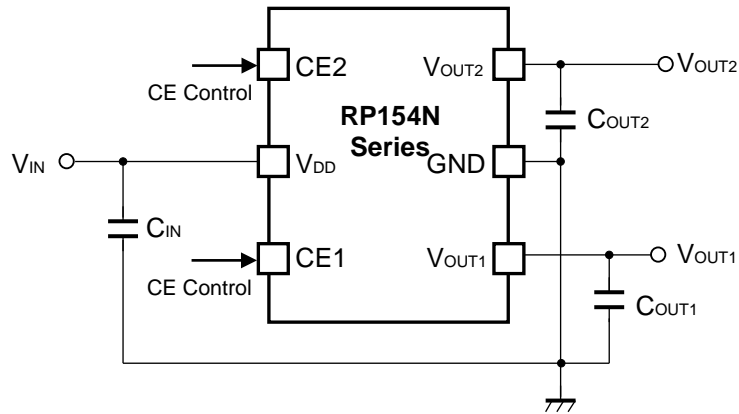 CE2
VOUT2
VOUT2
CE Control
RP154N
Series
COUT2
VIN
VDD
GND
CIN
CE1
VOUT1
VOUT1
CE Control
COUT1